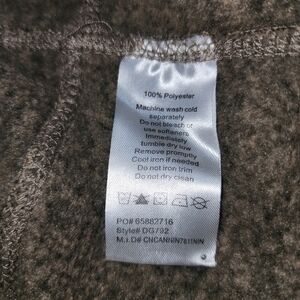 100% Polyester
Machine wash cold
separately
Do not bleach or
use softeners
Immediately
tumble dry low
Remove promptly
Cool iron if needed
Do not iron trim
Do not dry clean
PO# 65882716
Style# DG792
M.I.D# CNCANNIN7811NIN